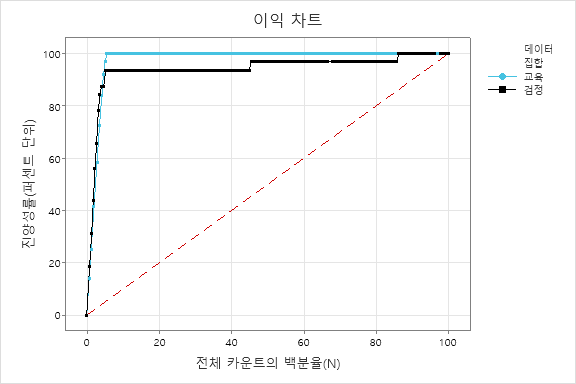 이익 차트
데이터
집합
교육
검정
진양성률(퍼센트 단위)
100
80
60
40
20
0
0
20
40
60
80
100
전체 카운트의 백분율(N)